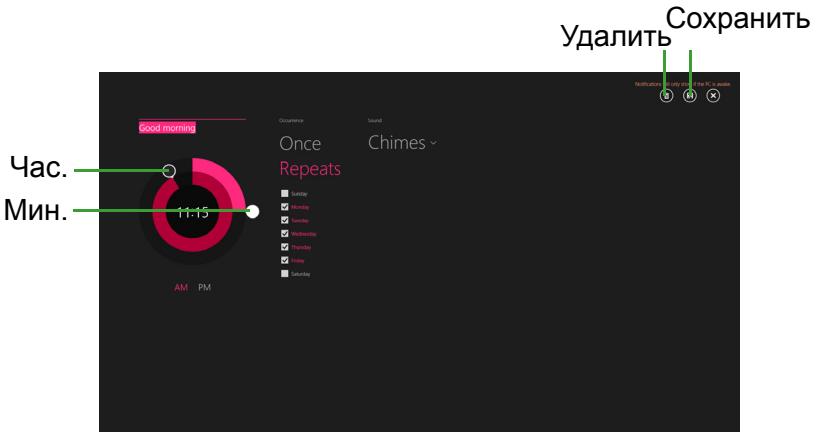 Сохранить
Удалить
Notifications will only show if the PC is awake.
Good morning
Occurrence
Sound
Once
Chimes
Repeats
Час.
Мин.
11:15
Sunday
Monday
Tuesday
Wednesday
Thursday
Friday
Saturday
AM PM